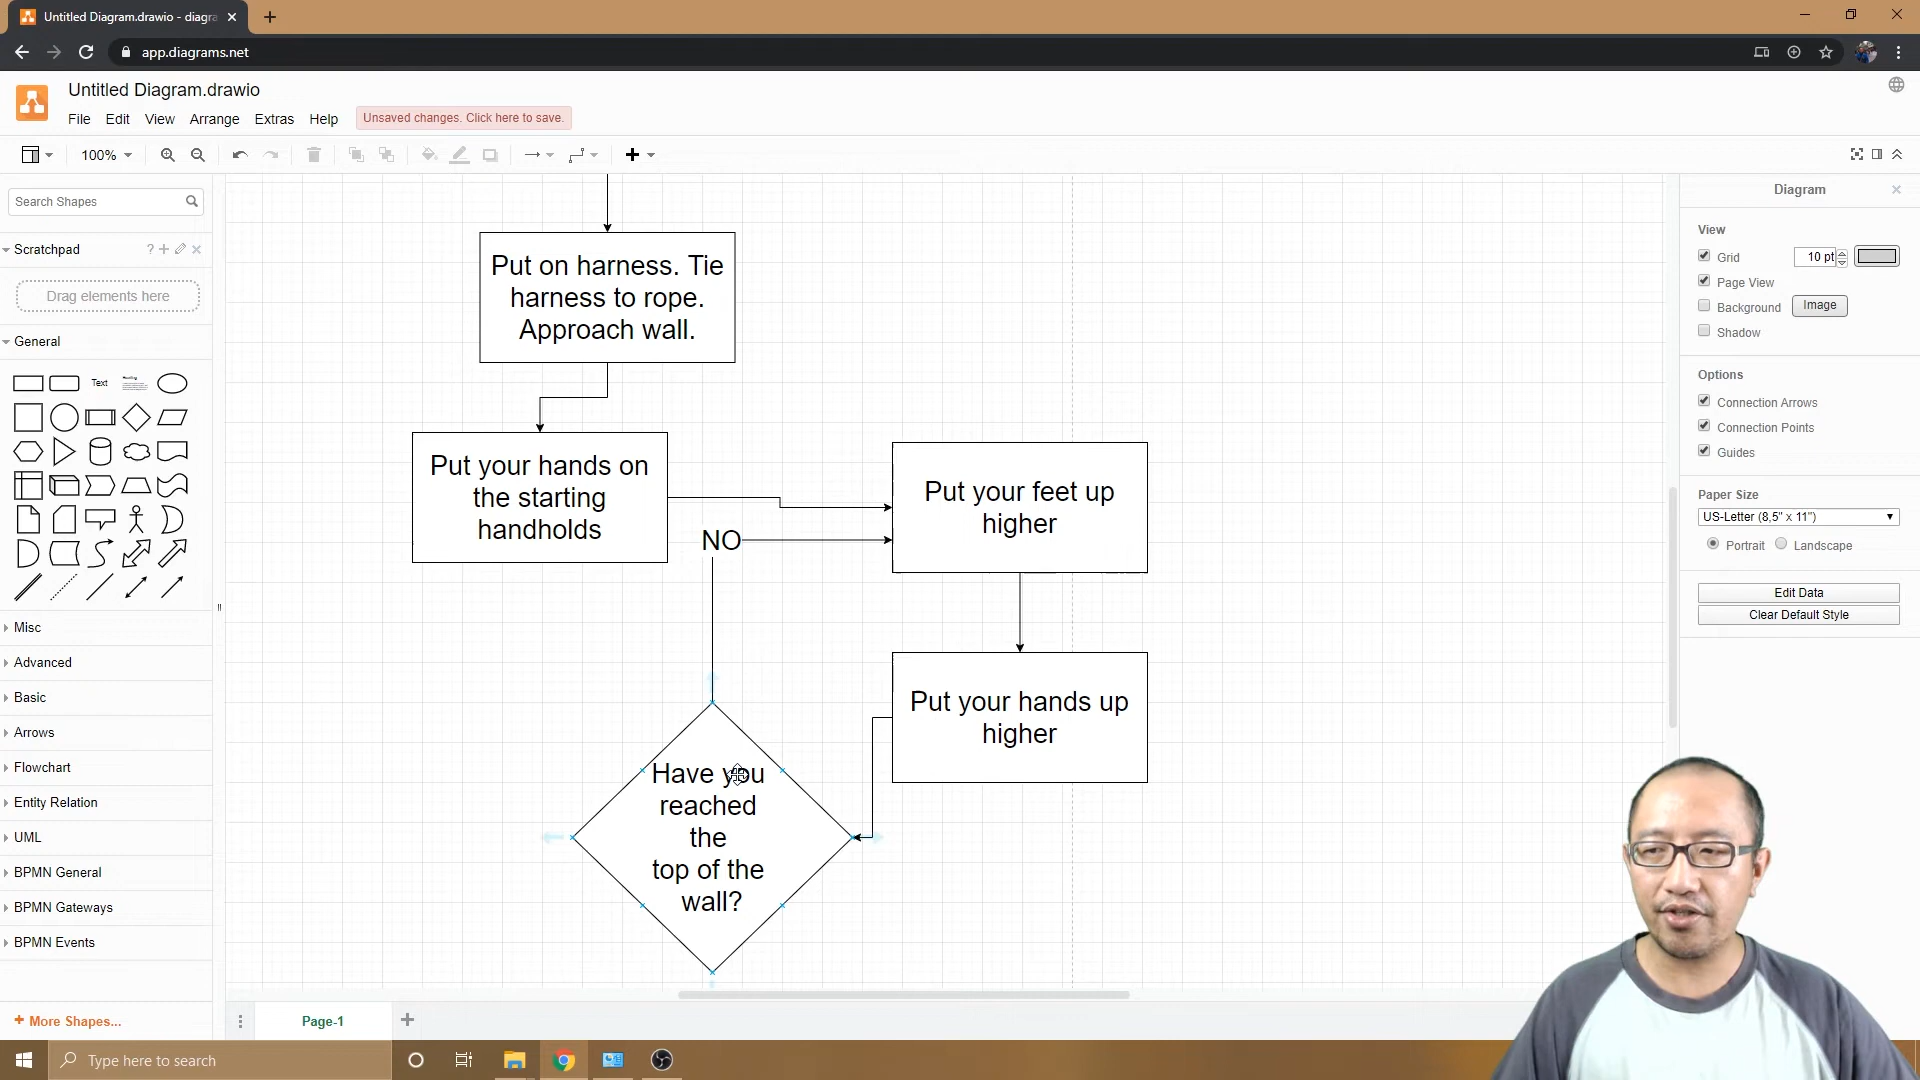 Untitled Diagram.drawio - diagra
app.diagrams.net
Untitled Diagram.drawio
File Edit View Arrange Extras Help
Unsaved changes. Click here to save.
100%
Search Shapes
Scratchpad
?
Drag elements here
General
Text
Misc
Advanced
Basic
Arrows
Flowchart
Entity Relation
UML
BPMN General
BPMN Gateways
BPMN Events
+ More Shapes...
Put on harness. Tie
harness to rope.
Approach wall.
Put your hands on
the starting
handholds
NO
Put your feet up
higher
Put your hands up
higher
Have you
reached
the
top of the
wall?
Page-1
Diagram
View
Grid
10 pt
Page View
Background
Image
Shadow
Options
Connection Arrows
Connection Points
Guides
Paper Size
US-Letter (8,5" x 11")
Portrait
Landscape
Edit Data
Clear Default Style
Type here to search